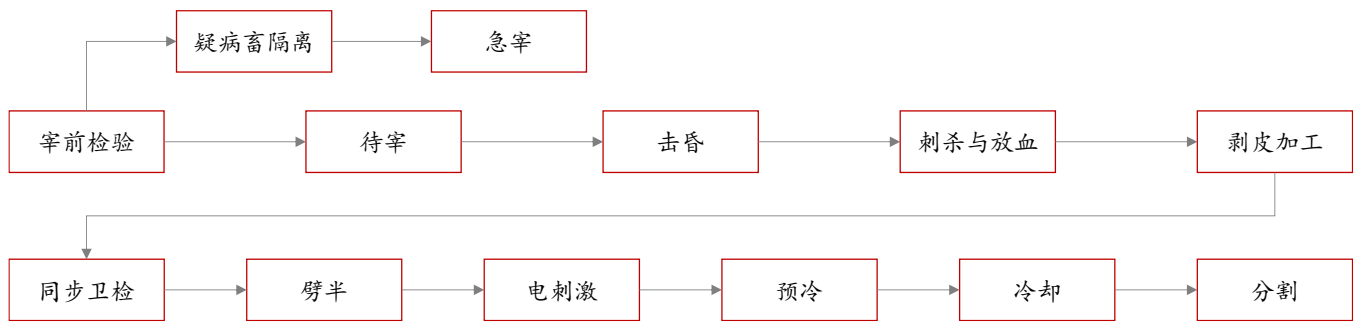 疑病畜隔离
急宰
宰前检验
待宰
击昏
刺杀与放血
剥皮加工
同步卫检
劈半
电刺激
预冷
冷却
分割